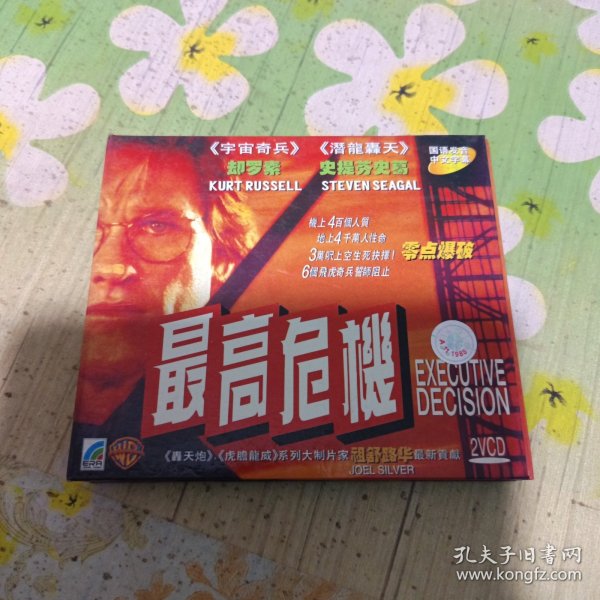 《宇宙奇兵》 《潛龍轟天》
却罗素 史提芬史葛
KURT RUSSELL STEVEN SEAGAL
国语发音
中文字幕
機上4百個人質
地上4千萬人性命
3萬呎上空生死抉擇!
6個飛虎奇兵誓師阻止
零点爆破
最高危機
EXECUTIVE
DECISION
2VCD
ERA
WB
《轟天炮》、《虎膽龍威》系列大制片家祖舒路华最新貢獻
JOEL SILVER
孔夫子旧书网
www.kongfz.com